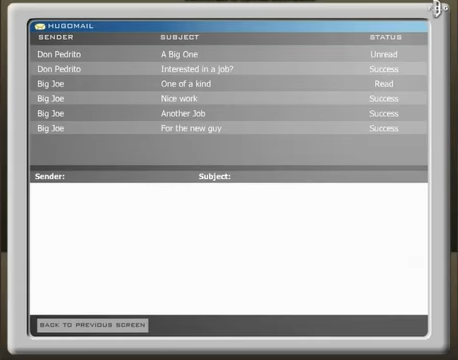 HUGOMAIL
SENDER SUBJECT STATUS
Don Pedrito A Big One Unread
Don Pedrito Interested in a job? Success
Big Joe One of a kind Read
Big Joe Nice work Success
Big Joe Another Job Success
Big Joe For the new guy Success
Sender: Subject:
BACK TO PREVIOUS SCREEN